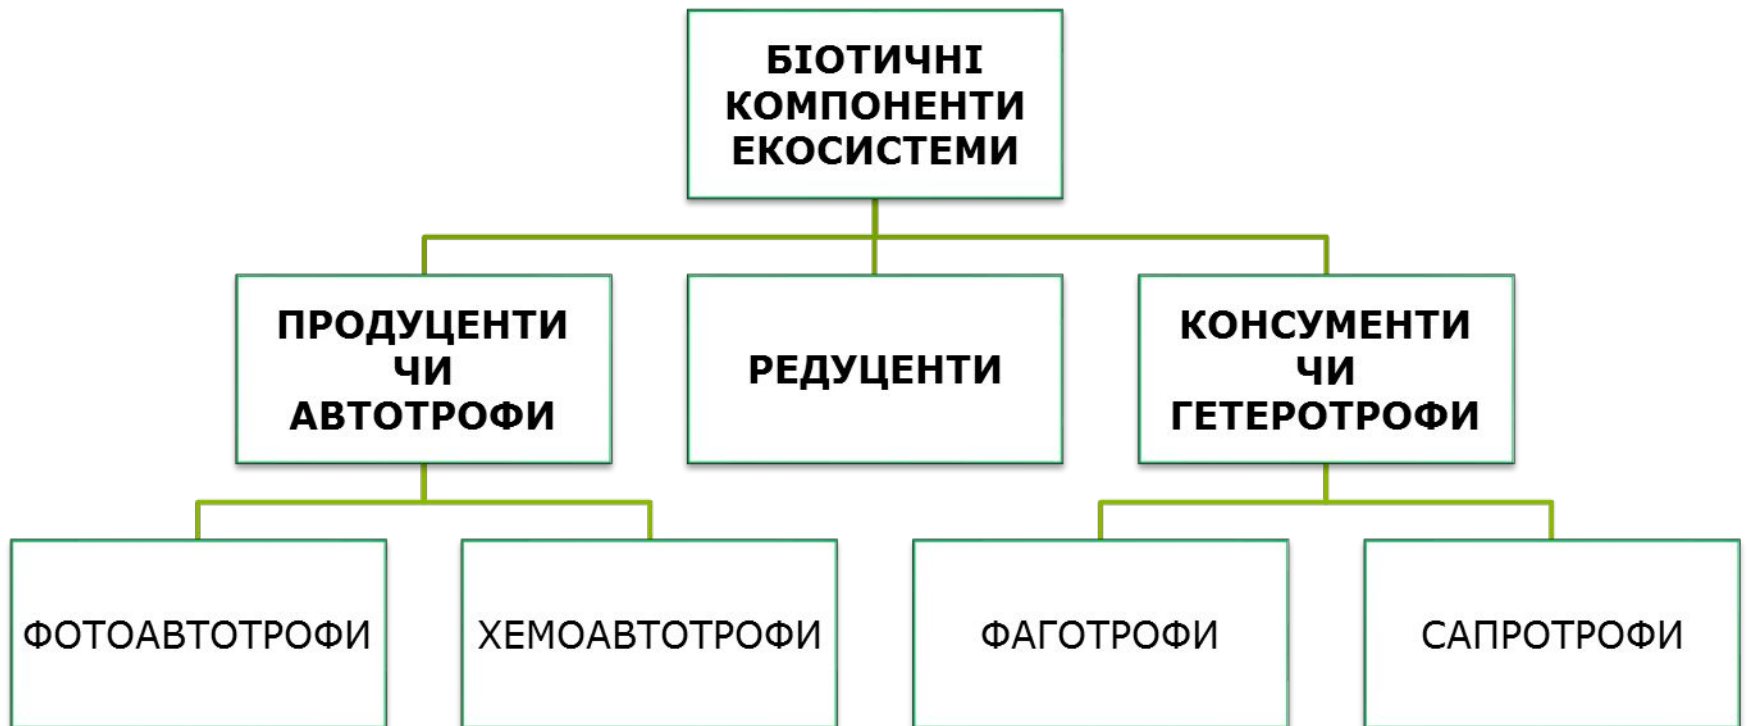 БІОТИЧНІ
КОМПОНЕНТИ
ЕКОСИСТЕМИ
ПРОДУЦЕНТИ
ЧИ
АВТОТРОФИ
РЕДУЦЕНТИ
КОНСУМЕНТИ
ЧИ
ГЕТЕРОТРОФИ
ФОТОАВТОТРОФИ
ХЕМОАВТОТРОФИ
ФАГОТРОФИ
САПРОТРОФИ